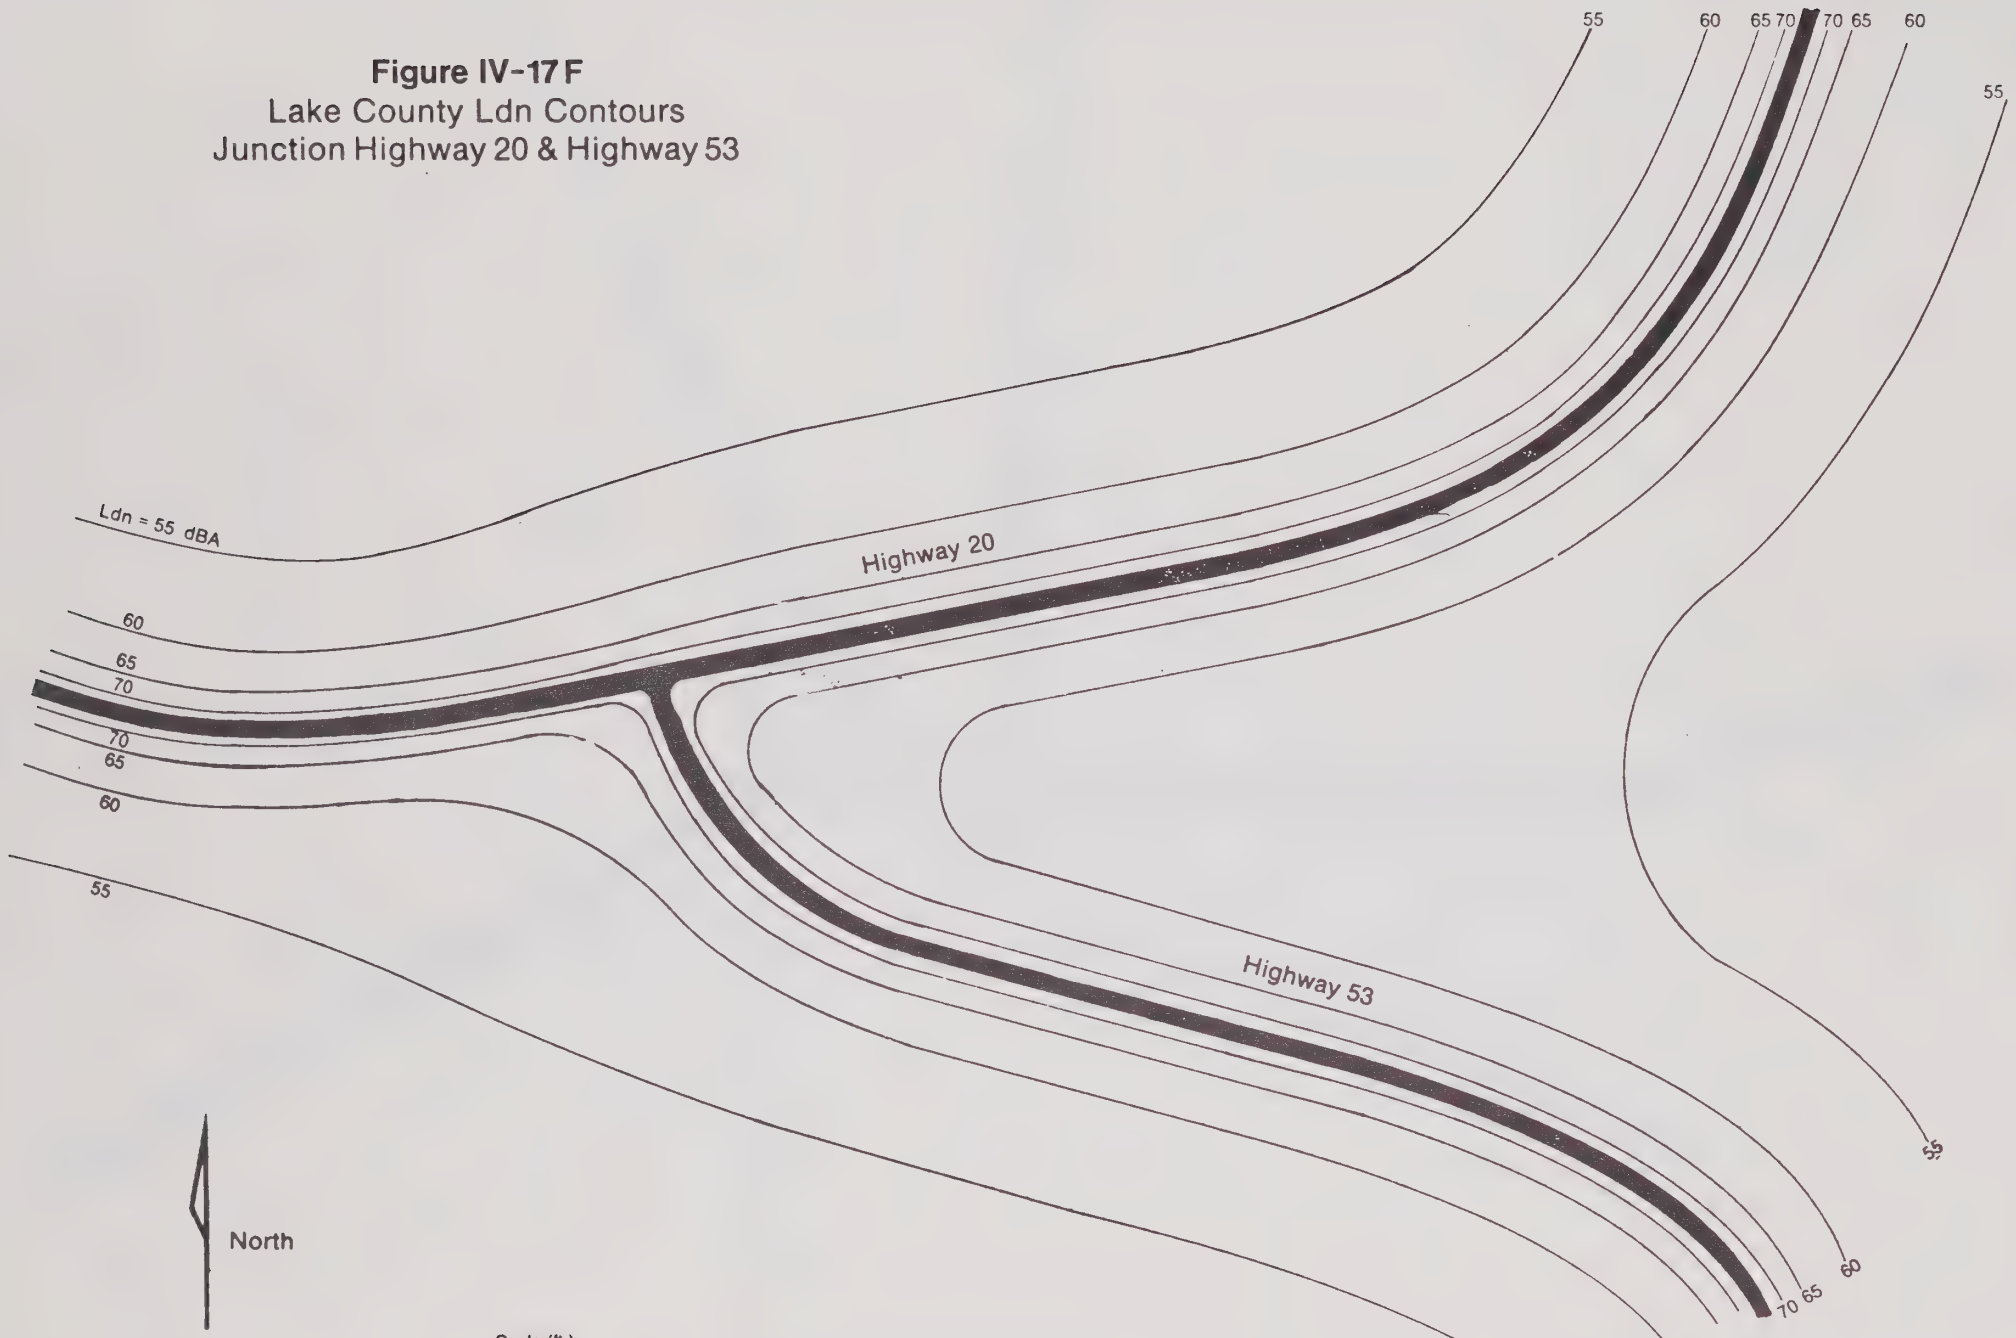 Figure IV-17F
Lake County Ldn Contours
Junction Highway 20 & Highway 53
55 60 65 70 70 65 60
55
Ldn = 55 dBA
Highway 20
60
65
70
70
65
60
55
Highway 53
55
60
70 65
North